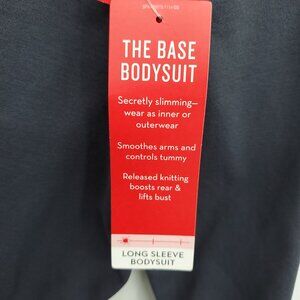 THE BASE
BODYSUIT
Secretly slimming—
wear as inner or
outerwear
Smoothes arms and
controls tummy
Released knitting
boosts rear &
lifts bust
LONG SLEEVE
BODYSUIT